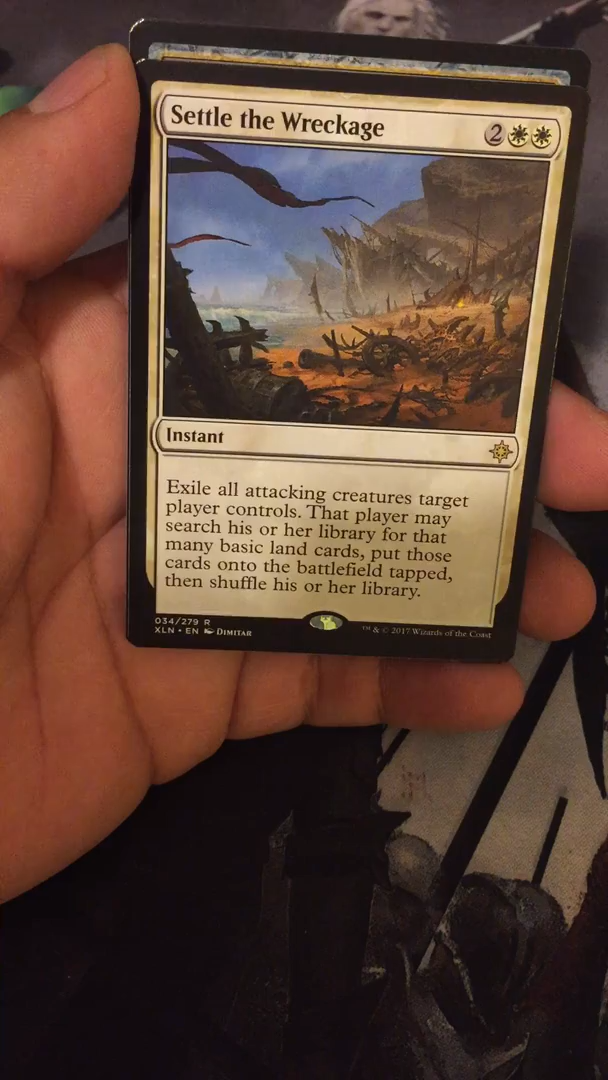 Settle the Wreckage 2
Instant
Exile all attacking creatures target
player controls. That player may
search his or her library for that
many basic land cards, put those
cards onto the battlefield tapped,
then shuffle his or her library.
034/279 R
XLN • EN Dimitar
™ & © 2017 Wizards of the Coast